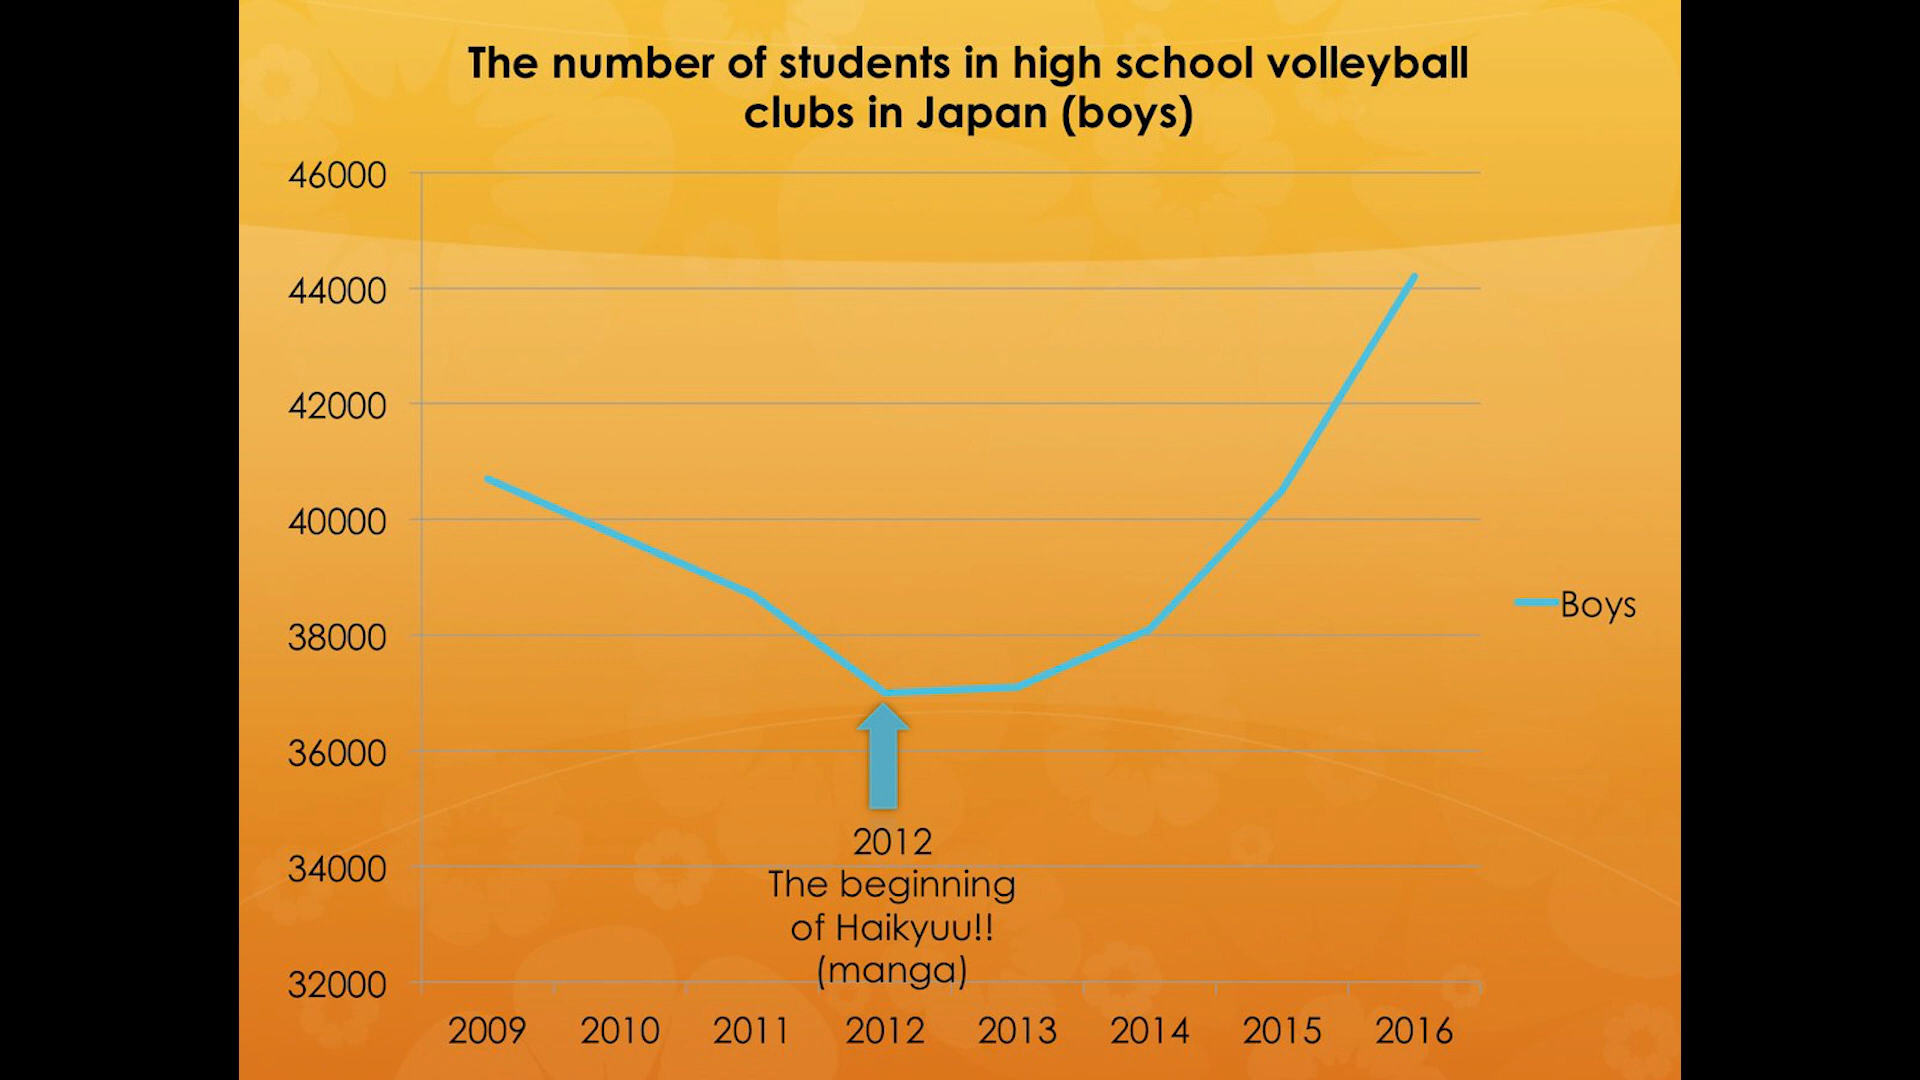 The number of students in high school volleyball
clubs in Japan (boys)
46000
44000
42000
40000
38000
36000
34000
32000
Boys
2012
The beginning
of Haikyuu!!
(manga)
2009 2010 2011 2012 2013 2014 2015 2016